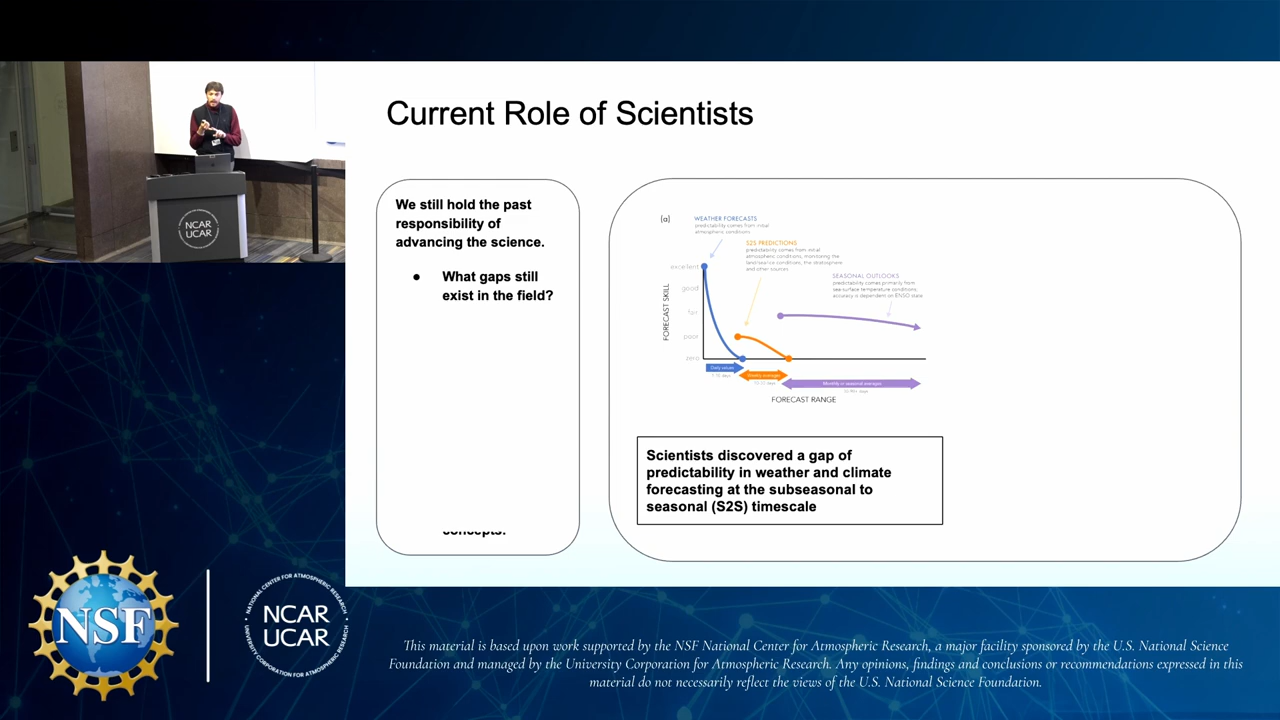 Current Role of Scientists
We still hold the past
responsibility of
advancing the science.
● What gaps still
exist in the field?
concepts.
(a)
WEATHER FORECASTS
predictability comes from initial
atmospheric conditions
S2S PREDICTIONS
predictability comes from initial
atmospheric conditions, monitoring the
land/sea/ice conditions, the stratosphere
and other sources
SEASONAL OUTLOOKS
predictability comes primarily from
sea surface temperature conditions,
accuracy is dependent on ENSO state
FORECAST SKILL
excellent
good
fair
poor
zero
Daily values
Weekly averages
Monthly or seasonal averages
FORECAST RANGE
Scientists discovered a gap of
predictability in weather and climate
forecasting at the subseasonal to
seasonal (S2S) timescale
NCAR
UCAR
NSF
NATIONAL CENTER FOR ATMOSPHERIC RESEARCH
NCAR
UCAR
UNIVERSITY CORPORATION FOR ATMOSPHERIC RESEARCH
This material is based upon work supported by the NSF National Center for Atmospheric Research, a major facility sponsored by the U.S. National Science
Foundation and managed by the University Corporation for Atmospheric Research. Any opinions, findings and conclusions or recommendations expressed in this
material do not necessarily reflect the views of the U.S. National Science Foundation.